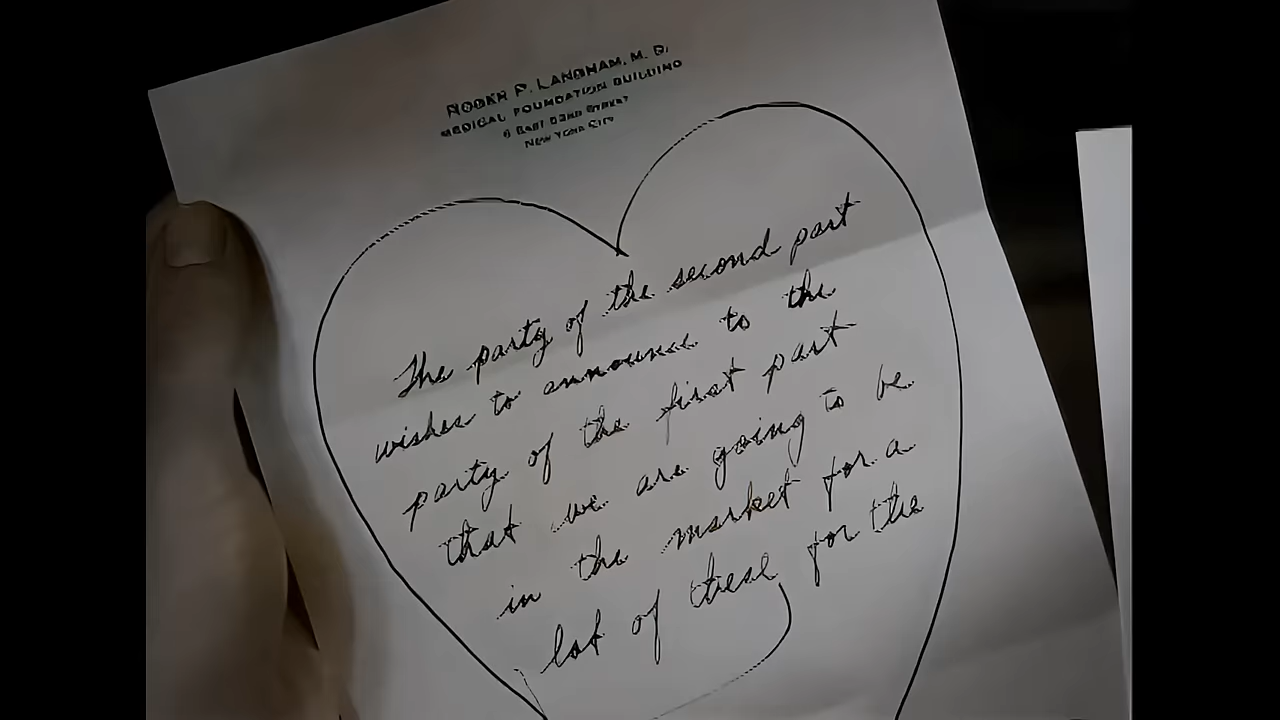 ROGER P. LANGHAM, M. D.
MEDICAL FOUNDATION BUILDING
NEW YORK CITY
The party of the second part
wishes to announce to the
party of the first part
that we are going to be
in the market for a
lot of these for the